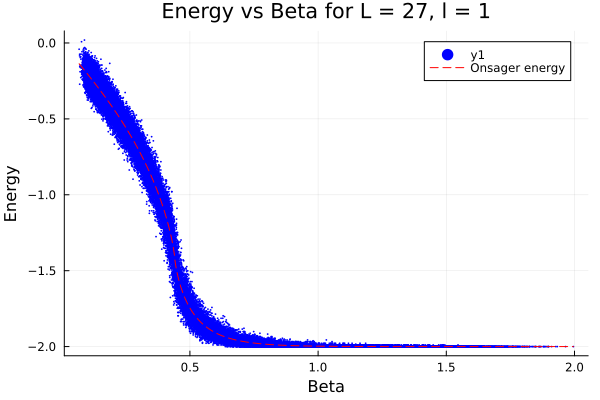 Energy vs Beta for L = 27, l = 1
y1
Onsager energy
Energy
0.0
−0.5
−1.0
−1.5
−2.0
0.5
1.0
1.5
2.0
Beta